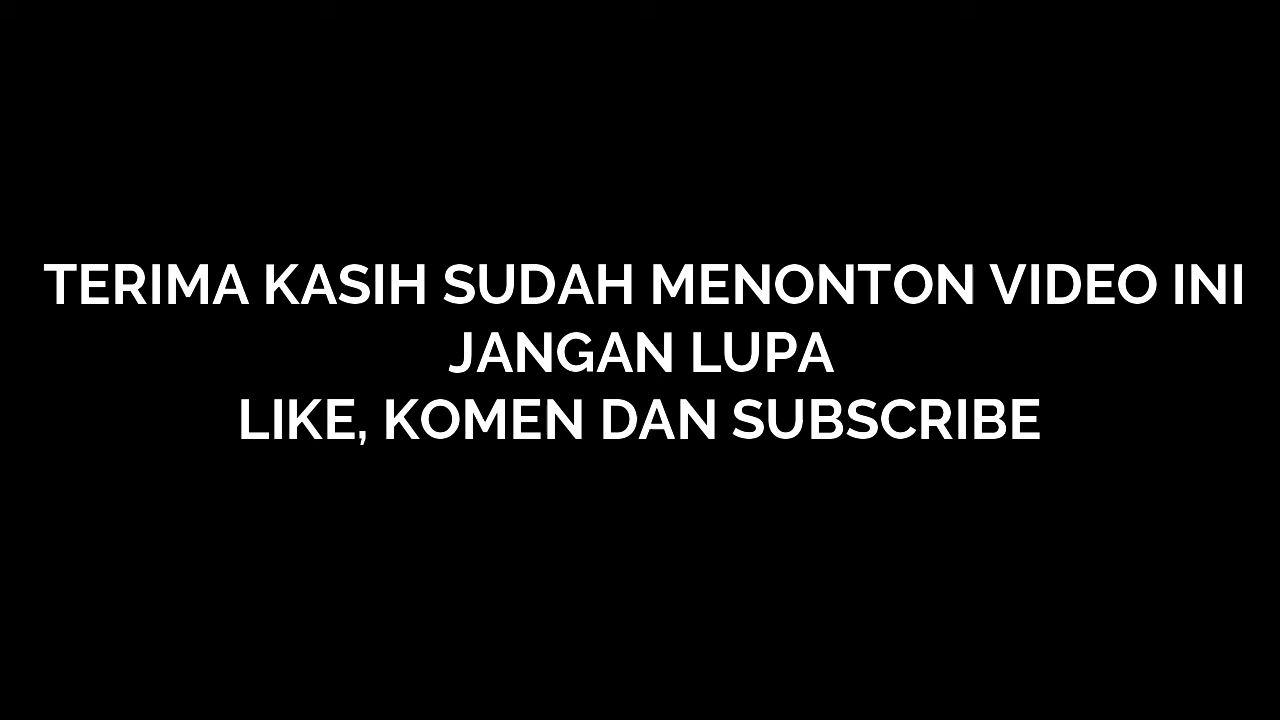 TERIMA KASIH SUDAH MENONTON VIDEO INI
JANGAN LUPA
LIKE, KOMEN DAN SUBSCRIBE